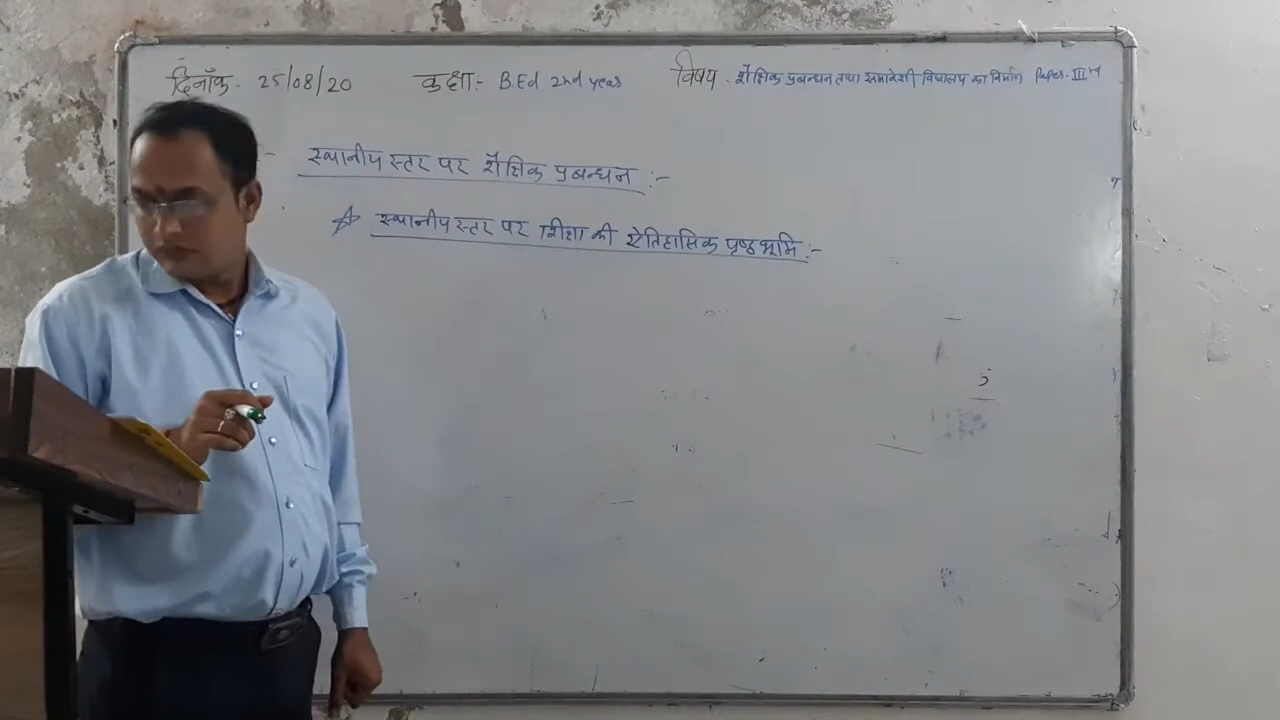 दिनाँक - 25/08/20 कक्षा:- B.Ed 2nd year विषय - शैक्षिक प्रबन्धन तथा समावेशी विद्यालय का निर्माण Paper - III
स्थानीय स्तर पर शैक्षिक प्रबन्धन :-
☆ स्थानीय स्तर पर शिक्षा की ऐतिहासिक प्रष्ठभूमि :-